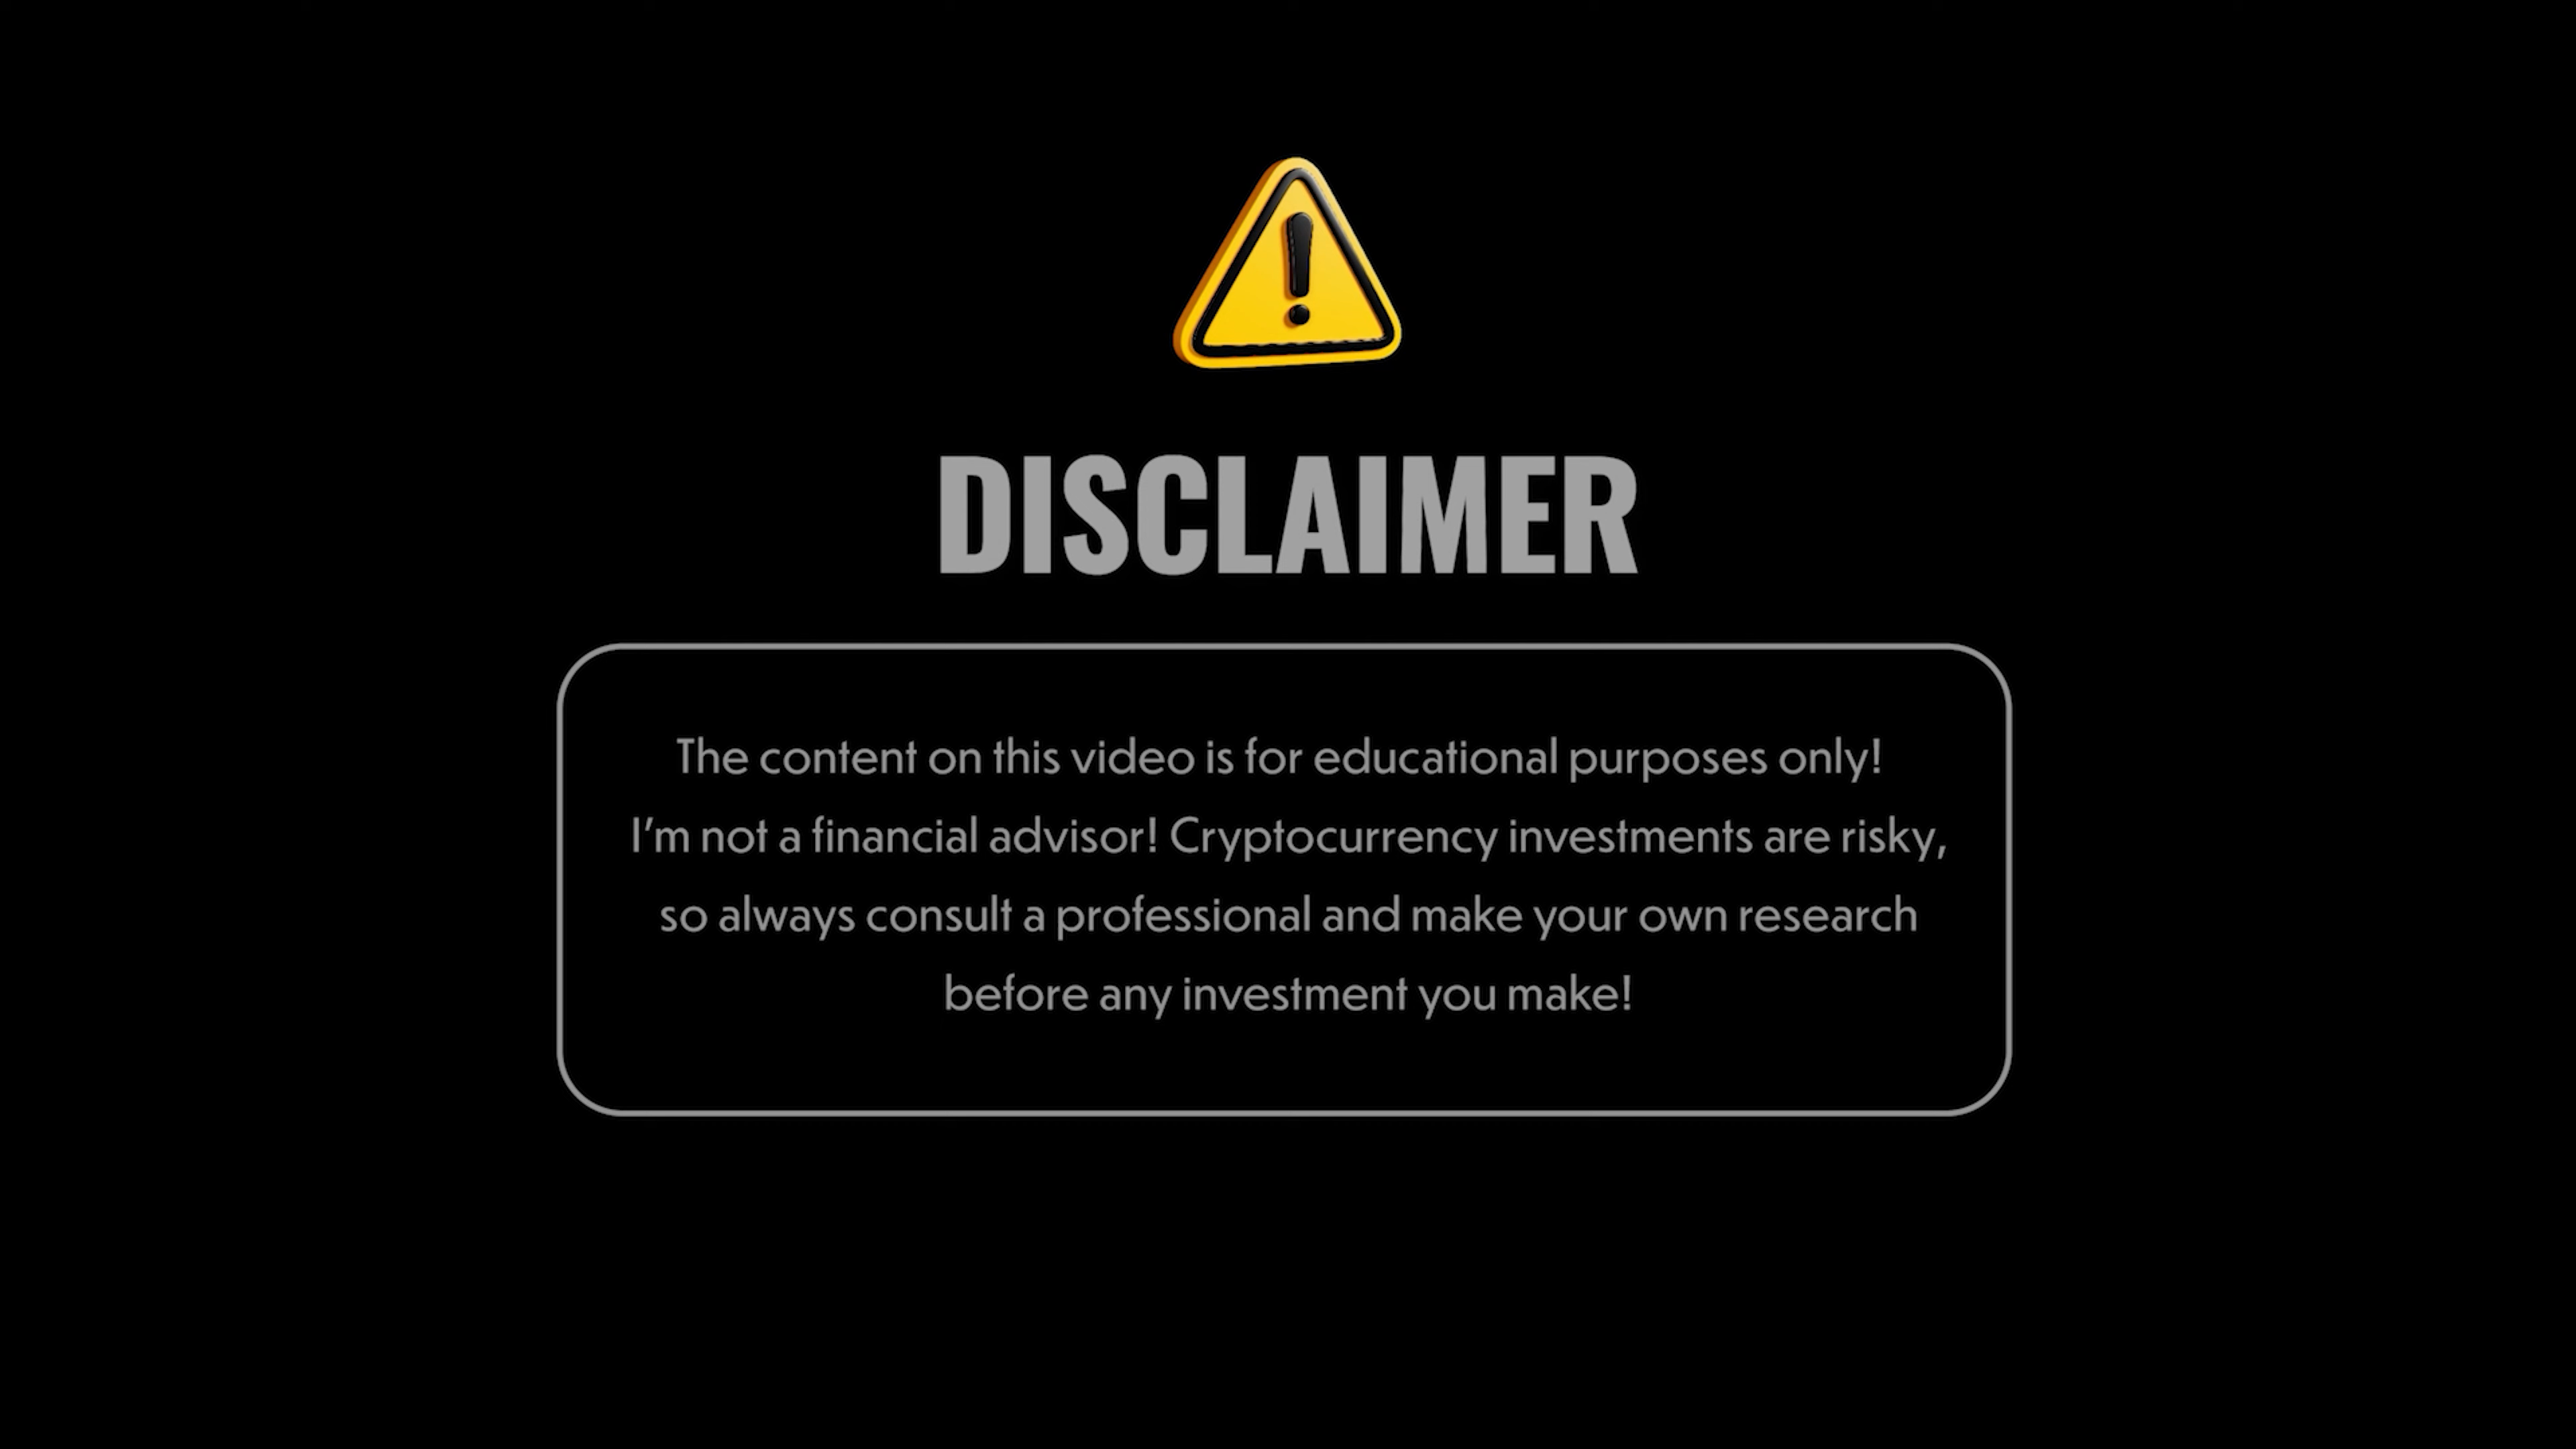 DISCLAIMER
The content on this video is for educational purposes only!
I'm not a financial advisor! Cryptocurrency investments are risky,
so always consult a professional and make your own research
before any investment you make!